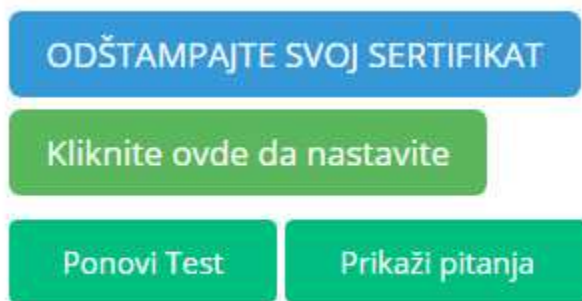 ODŠTAMPAJTE SVOJ SERTIFIKAT
Kliknite ovde da nastavite
Ponovi Test
Prikaži pitanja